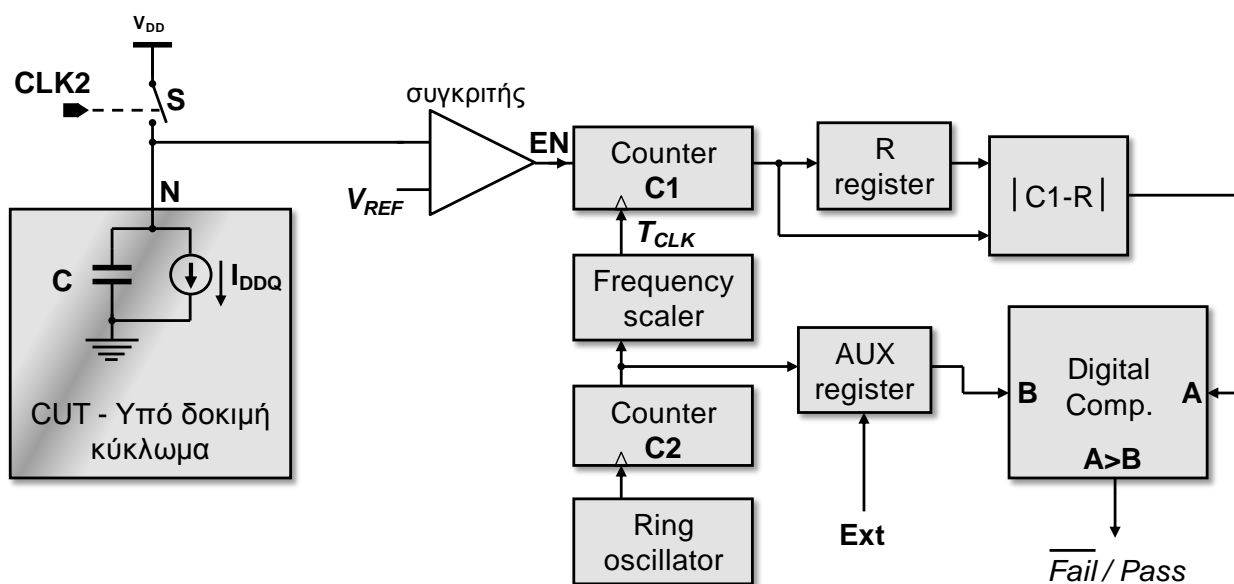 V_DD
CLK2
S
N
C
I_DDQ
CUT - Υπό δοκιμή
κύκλωμα
συγκριτής
V_REF
EN
Counter
C1
T_CLK
Frequency
scaler
Counter
C2
Ring
oscillator
R
register
|C1-R|
AUX
register
Ext
B
Digital
Comp.
A
A>B
Fail / Pass